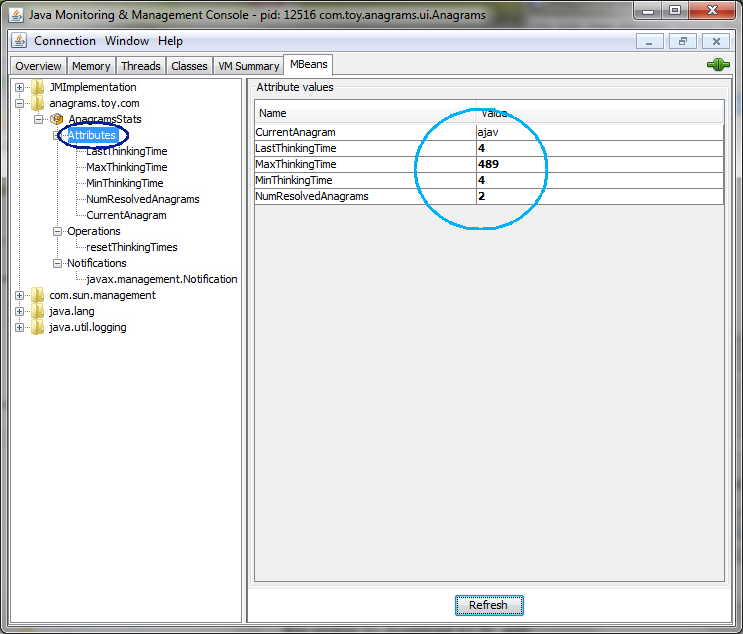 Java Monitoring & Management Console - pid: 12516 com.toy.anagrams.ui.Anagrams
Connection Window Help
Overview Memory Threads Classes VM Summary MBeans
JMImplementation
anagrams.toy.com
AnagramsStats
Attributes
LastThinkingTime
MaxThinkingTime
MinThinkingTime
NumResolvedAnagrams
CurrentAnagram
Operations
resetThinkingTimes
Notifications
javax.management.Notification
com.sun.management
java.lang
java.util.logging
Attribute values
Name Value
CurrentAnagram ajav
LastThinkingTime 4
MaxThinkingTime 489
MinThinkingTime 4
NumResolvedAnagrams 2
Refresh